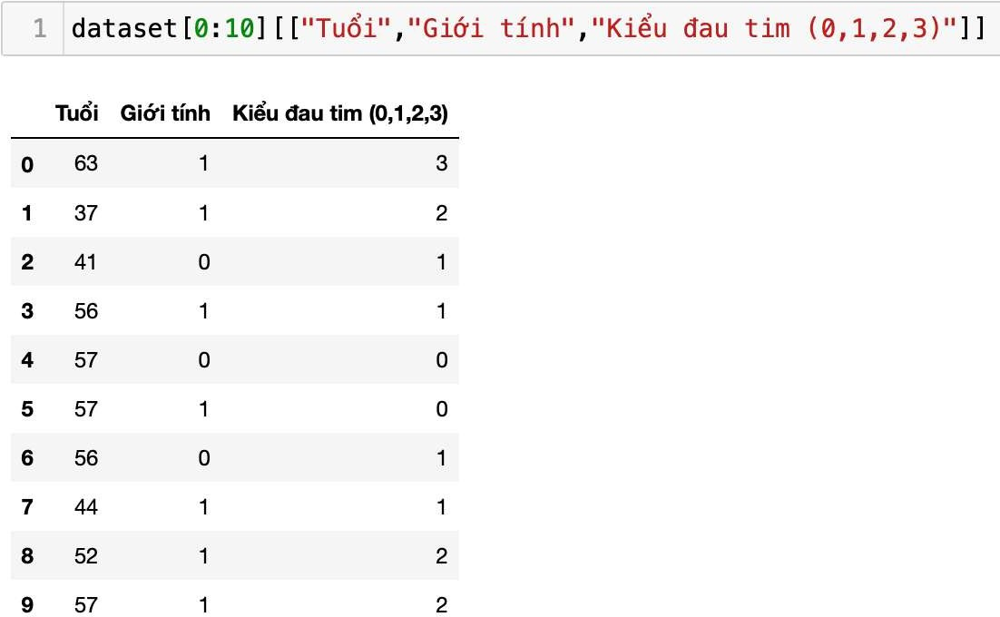 1 dataset[0:10][["Tuổi","Giới tính","Kiểu đau tim (0,1,2,3)"]]
Tuổi Giới tính Kiểu đau tim (0,1,2,3)
0 63 1 3
1 37 1 2
2 41 0 1
3 56 1 1
4 57 0 0
5 57 1 0
6 56 0 1
7 44 1 1
8 52 1 2
9 57 1 2